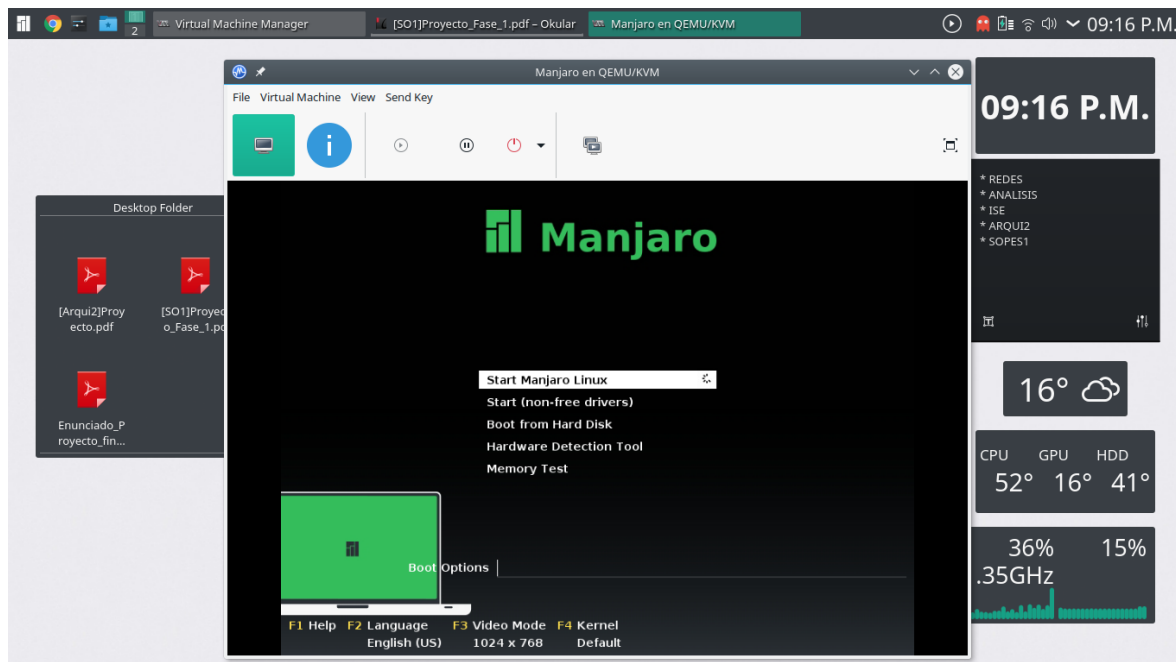 2
Virtual Machine Manager
[SO1]Proyecto_Fase_1.pdf – Okular
Manjaro en QEMU/KVM
09:16 P.M.
Manjaro en QEMU/KVM
File Virtual Machine View Send Key
09:16 P.M.
* REDES
* ANALISIS
* ISE
* ARQUI2
* SOPES1
Desktop Folder
[Arqui2]Proy
ecto.pdf
[SO1]Proyec
o_Fase_1.pd
Enunciado_P
royecto_fin...
Manjaro
Start Manjaro Linux
Start (non-free drivers)
Boot from Hard Disk
Hardware Detection Tool
Memory Test
Boot Options
F1 Help F2 Language F3 Video Mode F4 Kernel
English (US) 1024 x 768 Default
16°
CPU GPU HDD
52° 16° 41°
36% 15%
.35GHz